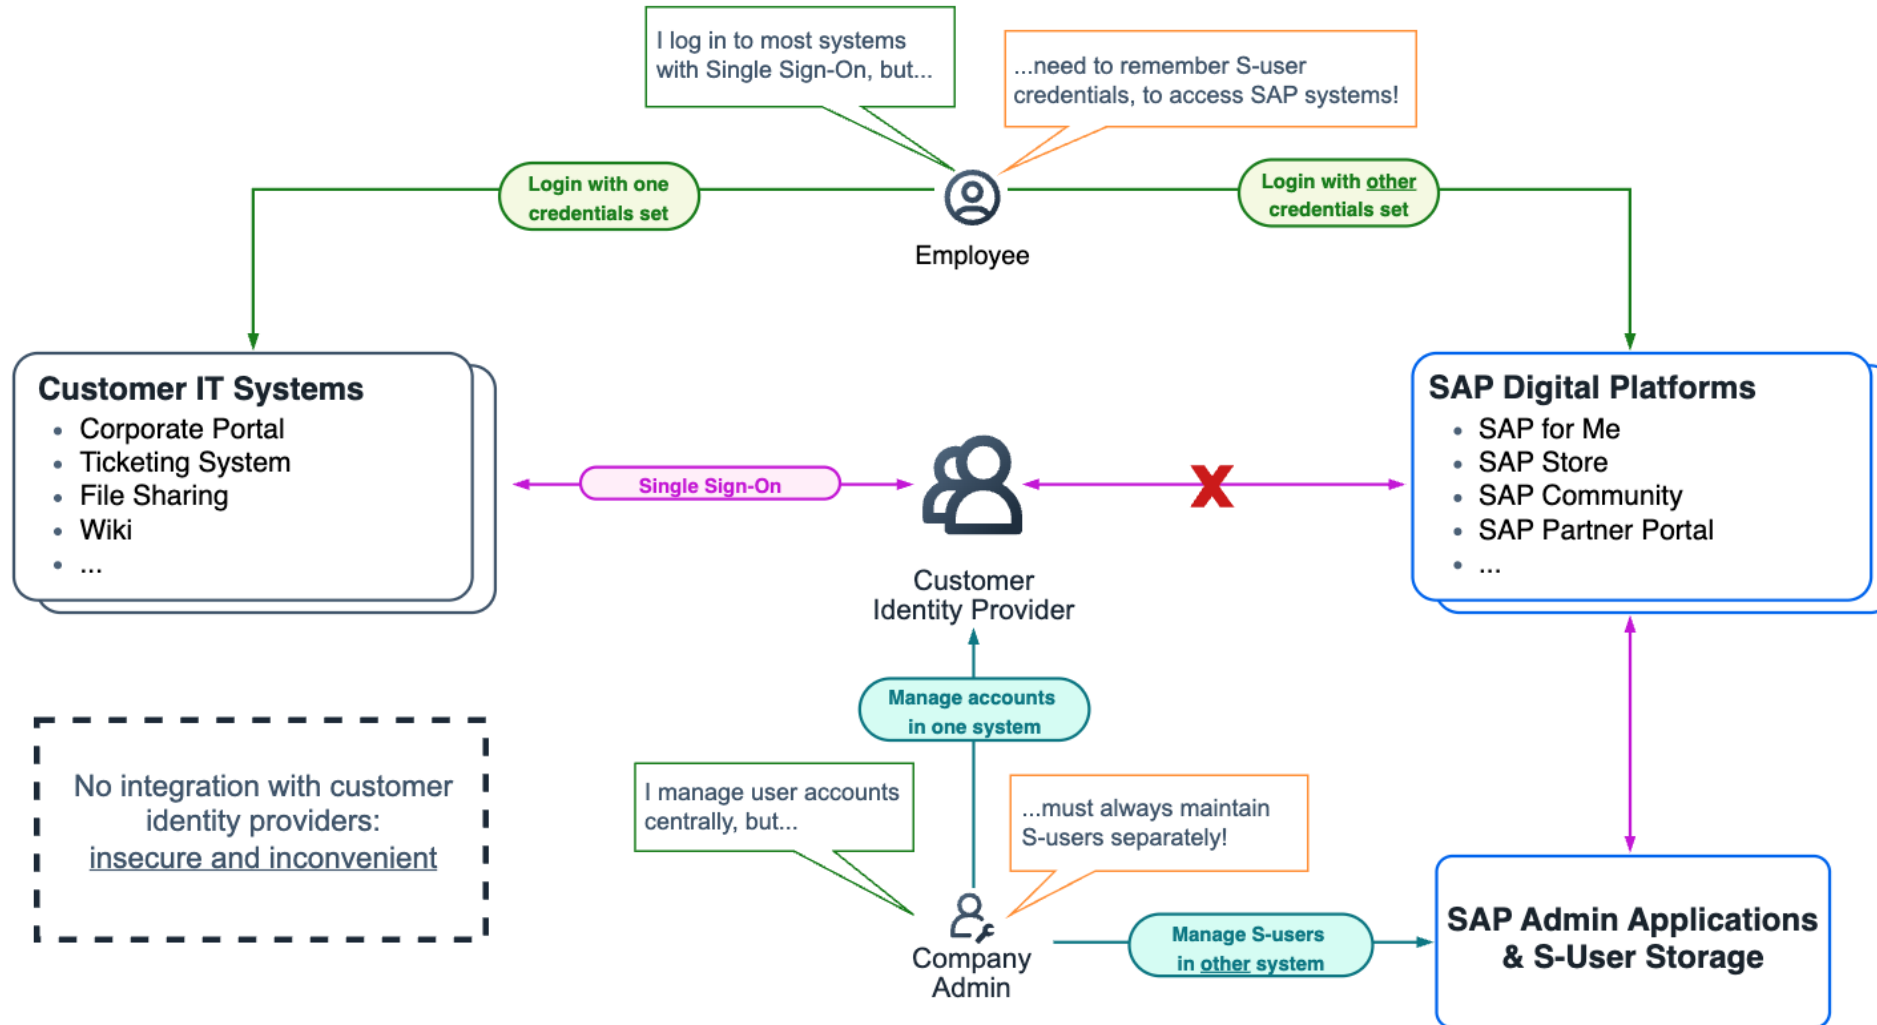 I log in to most systems
with Single Sign-On, but...
...need to remember S-user
credentials, to access SAP systems!
Login with one
credentials set
Login with other
credentials set
Employee
Customer IT Systems
• Corporate Portal
• Ticketing System
• File Sharing
• Wiki
• ...
Single Sign-On
X
Customer
Identity Provider
SAP Digital Platforms
• SAP for Me
• SAP Store
• SAP Community
• SAP Partner Portal
• ...
Manage accounts
in one system
No integration with customer
identity providers:
insecure and inconvenient
I manage user accounts
centrally, but...
...must always maintain
S-users separately!
Company
Admin
Manage S-users
in other system
SAP Admin Applications
& S-User Storage